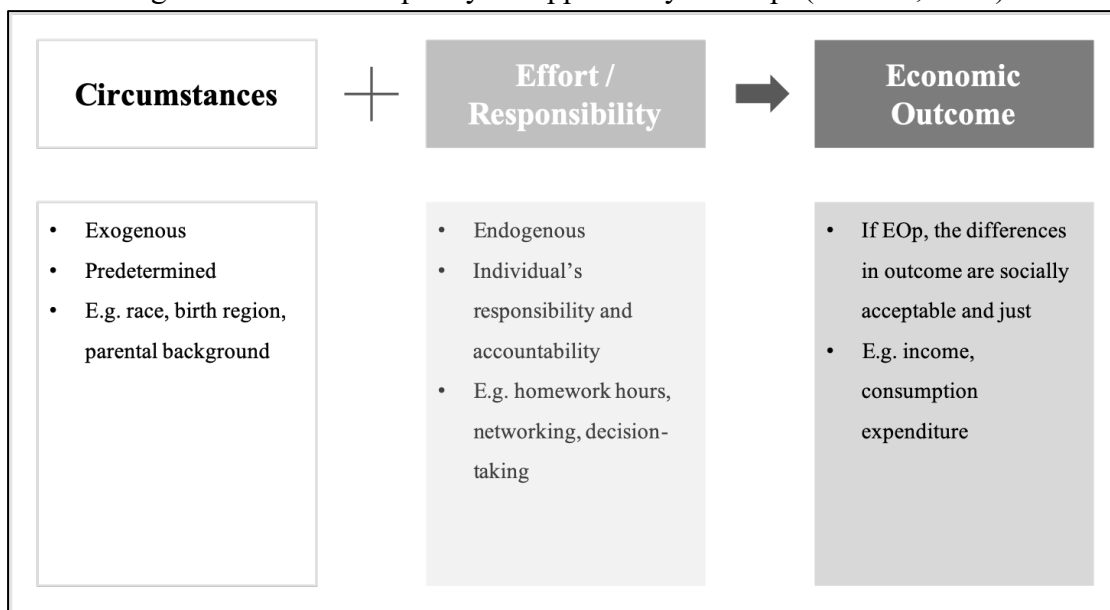 Circumstances
Effort /
Responsibility
Economic
Outcome
• Exogenous
• Predetermined
• E.g. race, birth region,
parental background
• Endogenous
• Individual's
responsibility and
accountability
• E.g. homework hours,
networking, decision-
taking
• If EOp, the differences
in outcome are socially
acceptable and just
• E.g. income,
consumption
expenditure